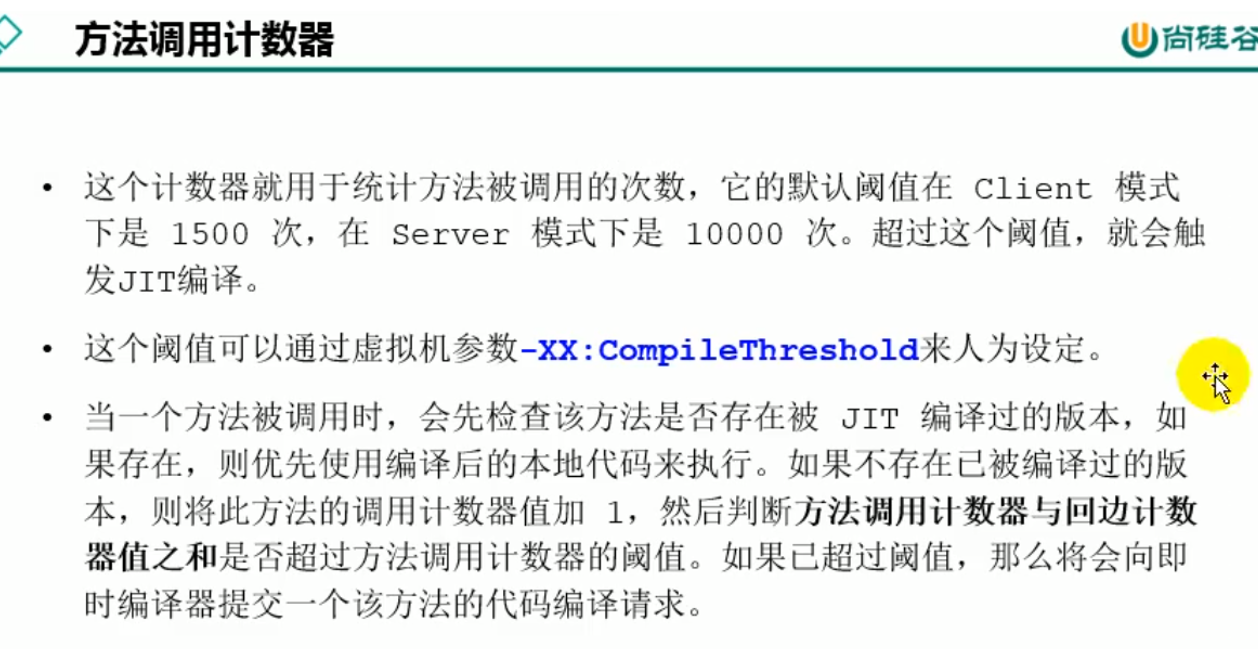 方法调用计数器
尚硅谷
• 这个计数器就用于统计方法被调用的次数，它的默认阈值在 Client 模式
下是 1500 次，在 Server 模式下是 10000 次。超过这个阈值，就会触
发JIT编译。
• 这个阈值可以通过虚拟机参数-XX:CompileThreshold来人为设定。
• 当一个方法被调用时，会先检查该方法是否存在被 JIT 编译过的版本，如
果存在，则优先使用编译后的本地代码来执行。如果不存在已被编译过的版
本，则将此方法的调用计数器值加 1，然后判断方法调用计数器与回边计数
器值之和是否超过方法调用计数器的阈值。如果已超过阈值，那么将会向即
时编译器提交一个该方法的代码编译请求。